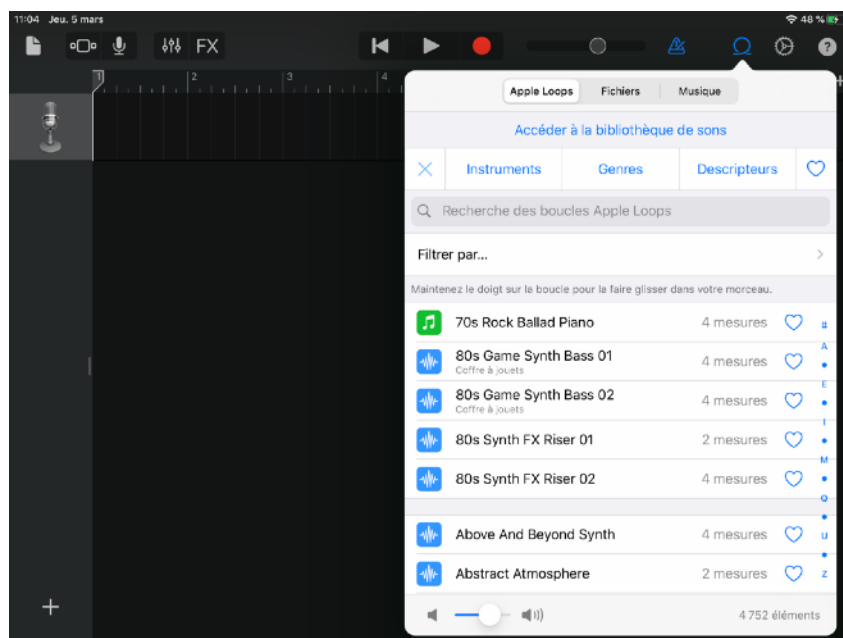 11:04 Jeu. 5 mars
48 %
FX
?
1 2 3 4
Apple Loops Fichiers Musique
Accéder à la bibliothèque de sons
Instruments Genres Descripteurs
Recherche des boucles Apple Loops
Filtrer par...
Maintenez le doigt sur la boucle pour la faire glisser dans votre morceau.
70s Rock Ballad Piano 4 mesures
80s Game Synth Bass 01 4 mesures
Coffre à jouets
80s Game Synth Bass 02 4 mesures
Coffre à jouets
80s Synth FX Riser 01 2 mesures
80s Synth FX Riser 02 4 mesures
Above And Beyond Synth 4 mesures
Abstract Atmosphere 2 mesures
#
A
E
I
M
Q
U
Z
4 752 éléments